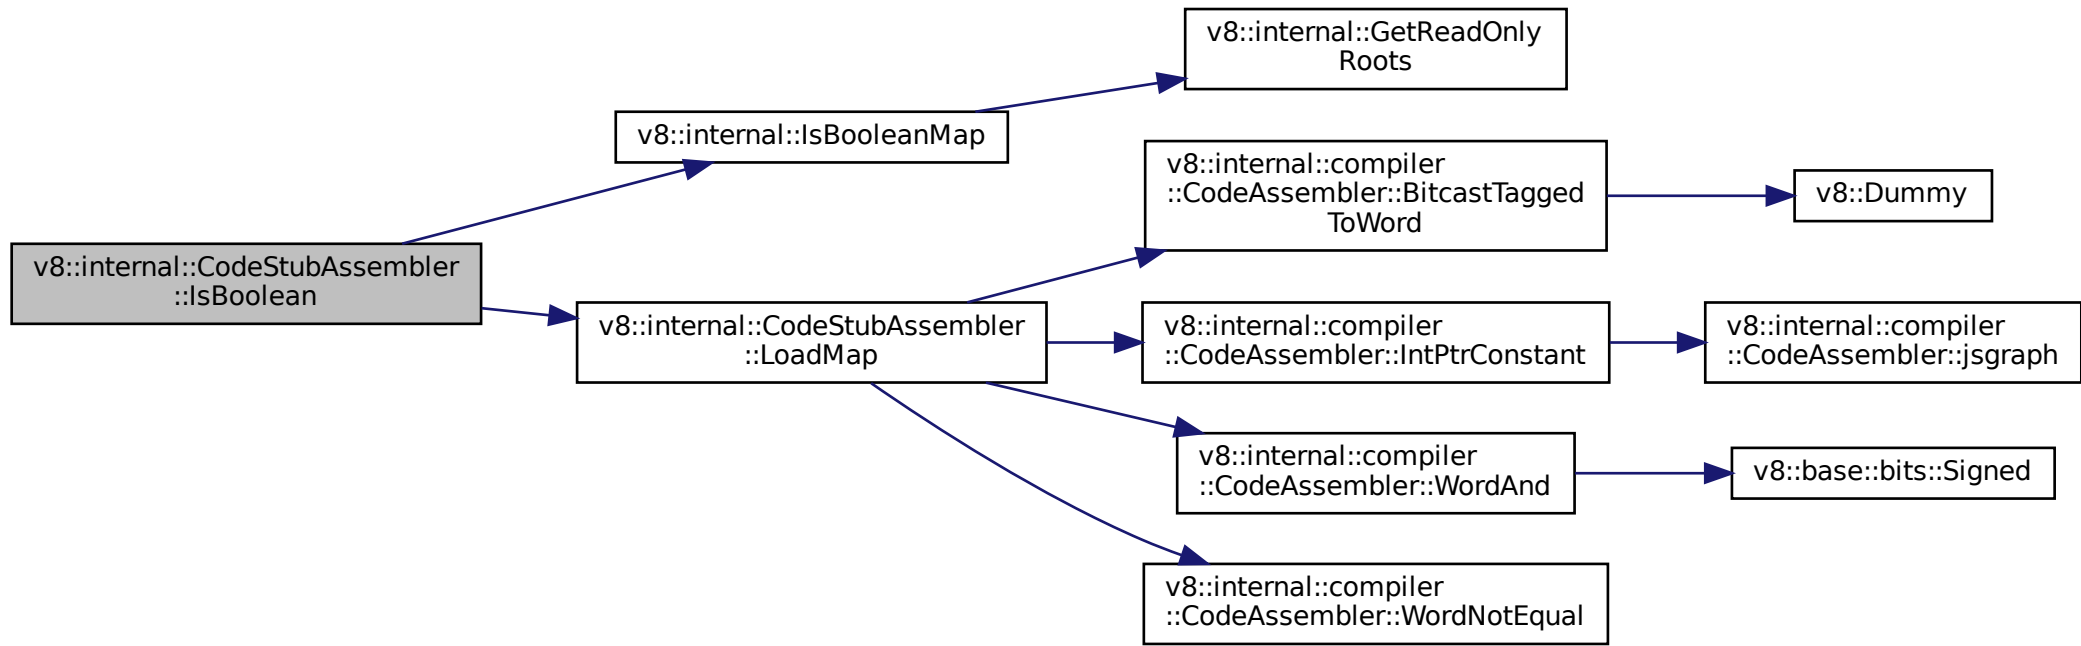 v8::internal::CodeStubAssembler
::IsBoolean
v8::internal::IsBooleanMap
v8::internal::GetReadOnly
Roots
v8::internal::CodeStubAssembler
::LoadMap
v8::internal::compiler
::CodeAssembler::BitcastTagged
ToWord
v8::Dummy
v8::internal::compiler
::CodeAssembler::IntPtrConstant
v8::internal::compiler
::CodeAssembler::jsgraph
v8::internal::compiler
::CodeAssembler::WordAnd
v8::base::bits::Signed
v8::internal::compiler
::CodeAssembler::WordNotEqual